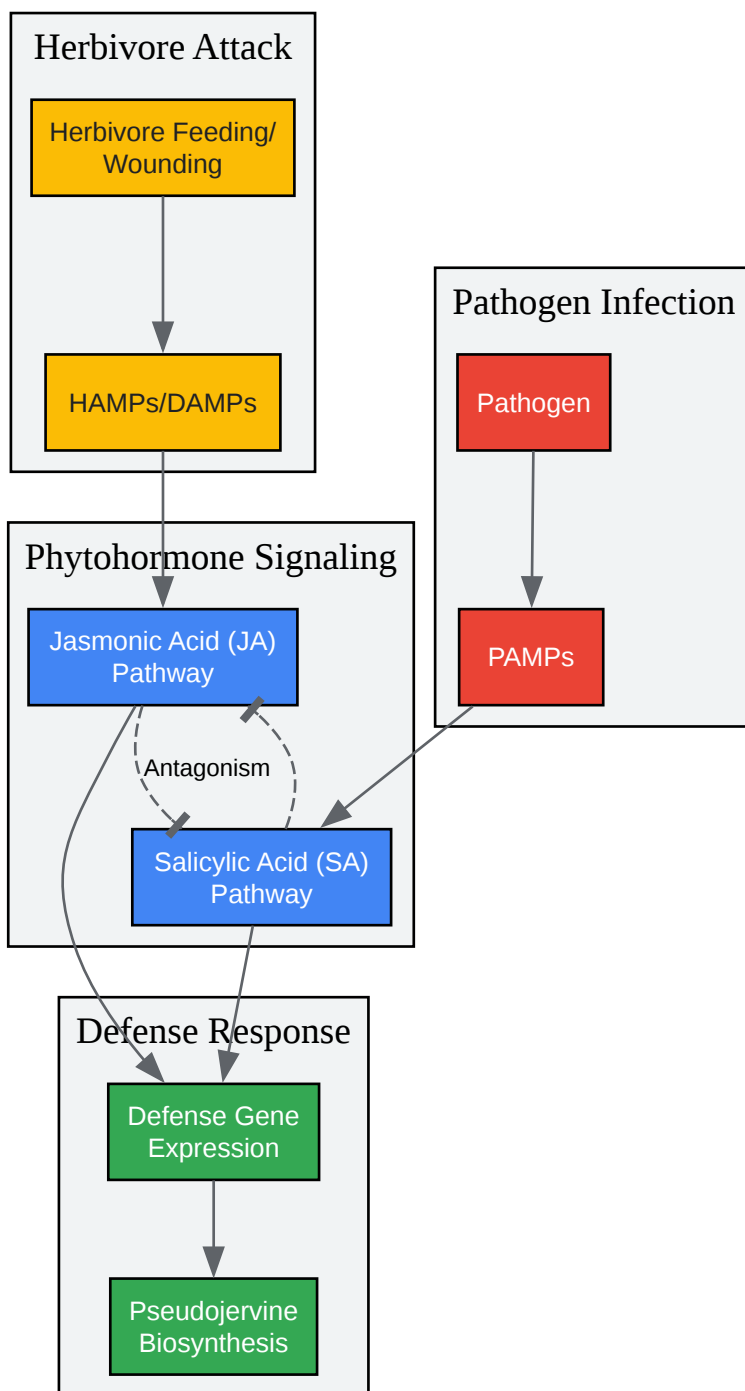 Herbivore Attack
Herbivore Feeding/
Wounding
HAMPs/DAMPs
Pathogen Infection
Pathogen
PAMPs
Phytohormone Signaling
Jasmonic Acid (JA)
Pathway
Antagonism
Salicylic Acid (SA)
Pathway
Defense Response
Defense Gene
Expression
Pseudojervine
Biosynthesis